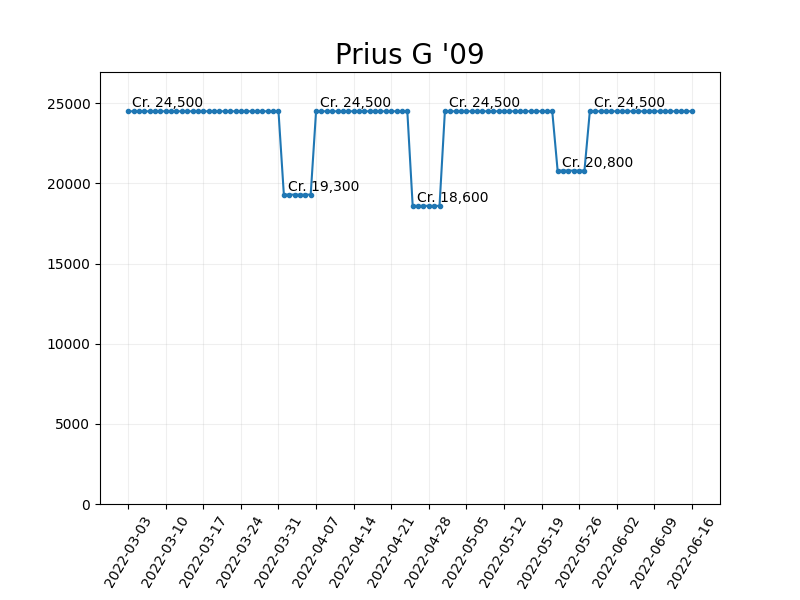 Prius G '09
Cr. 24,500
Cr. 24,500
Cr. 24,500
Cr. 24,500
Cr. 20,800
Cr. 19,300
Cr. 18,600
25000
20000
15000
10000
5000
0
2022-03-03
2022-03-10
2022-03-17
2022-03-24
2022-03-31
2022-04-07
2022-04-14
2022-04-21
2022-04-28
2022-05-05
2022-05-12
2022-05-19
2022-05-26
2022-06-02
2022-06-09
2022-06-16